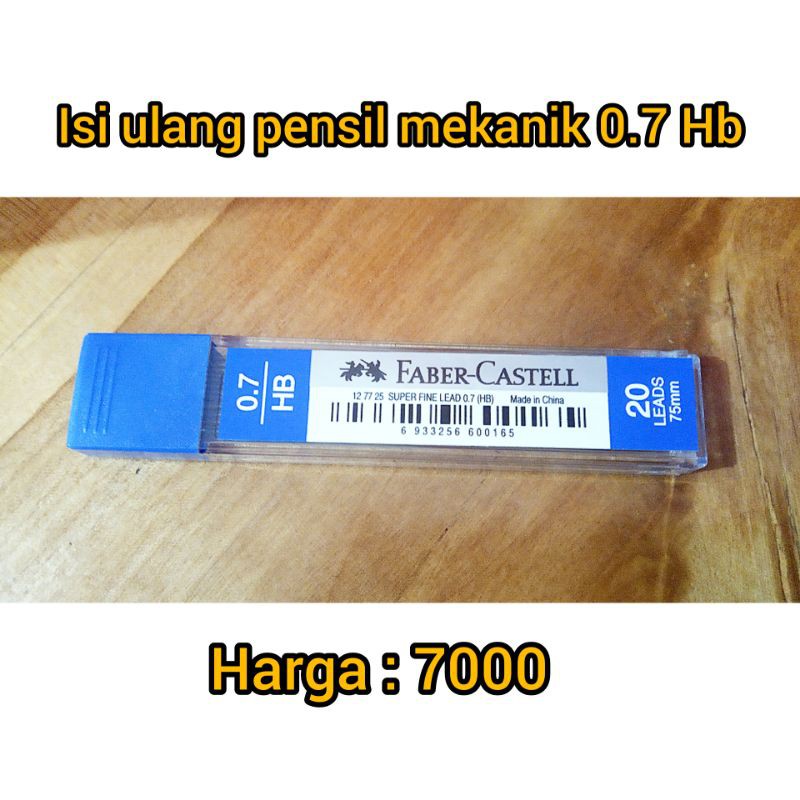 Isi ulang pensil mekanik 0.7 Hb
0.7
HB
FABER-CASTELL
12 77 25 SUPER FINE LEAD 0.7 (HB) Made in China
6 933256 600165
20
LEADS
75mm
Harga : 7000